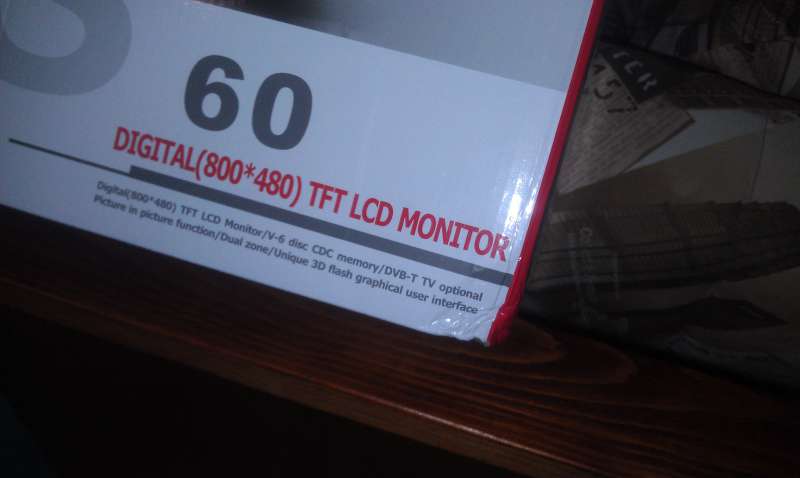 S
60
DIGITAL(800*480) TFT LCD MONITOR
Digital(800*480) TFT LCD Monitor/V-6 disc CDC memory/DVB-T TV optional
Picture in picture function/Dual zone/Unique 3D flash graphical user interface